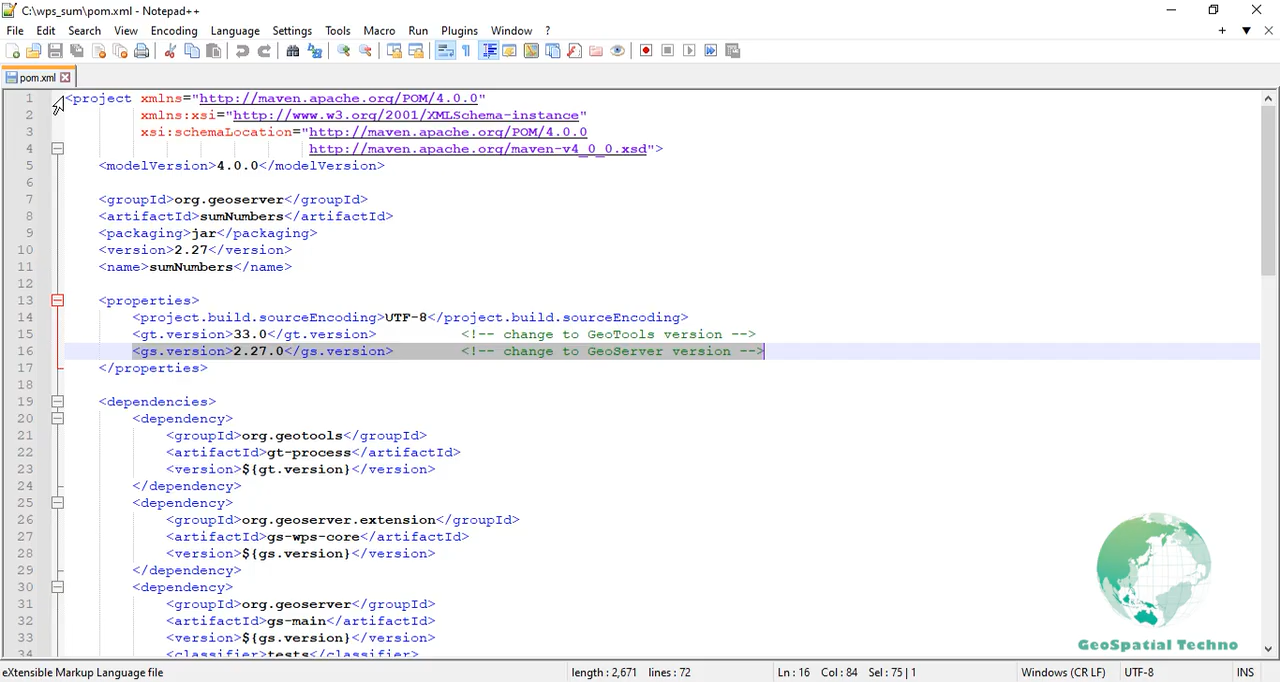 C:\wps_sum\pom.xml - Notepad++
File Edit Search View Encoding Language Settings Tools Macro Run Plugins Window ?
pom.xml
1 <project xmlns="http://maven.apache.org/POM/4.0.0"
2 xmlns:xsi="http://www.w3.org/2001/XMLSchema-instance"
3 xsi:schemaLocation="http://maven.apache.org/POM/4.0.0
4 http://maven.apache.org/maven-v4_0_0.xsd">
5 <modelVersion>4.0.0</modelVersion>
6
7 <groupId>org.geoserver</groupId>
8 <artifactId>sumNumbers</artifactId>
9 <packaging>jar</packaging>
10 <version>2.27</version>
11 <name>sumNumbers</name>
12
13 <properties>
14 <project.build.sourceEncoding>UTF-8</project.build.sourceEncoding>
15 <gt.version>33.0</gt.version> <!-- change to GeoTools version -->
16 <gs.version>2.27.0</gs.version> <!-- change to GeoServer version -->
17 </properties>
18
19 <dependencies>
20 <dependency>
21 <groupId>org.geotools</groupId>
22 <artifactId>gt-process</artifactId>
23 <version>${gt.version}</version>
24 </dependency>
25 <dependency>
26 <groupId>org.geoserver.extension</groupId>
27 <artifactId>gs-wps-core</artifactId>
28 <version>${gs.version}</version>
29 </dependency>
30 <dependency>
31 <groupId>org.geoserver</groupId>
32 <artifactId>gs-main</artifactId>
33 <version>${gs.version}</version>
34 <classifier>tests</classifier>
GeoSpatial Techno
eXtensible Markup Language file length : 2,671 lines : 72 Ln : 16 Col : 84 Sel : 75 | 1 Windows (CR LF) UTF-8 INS